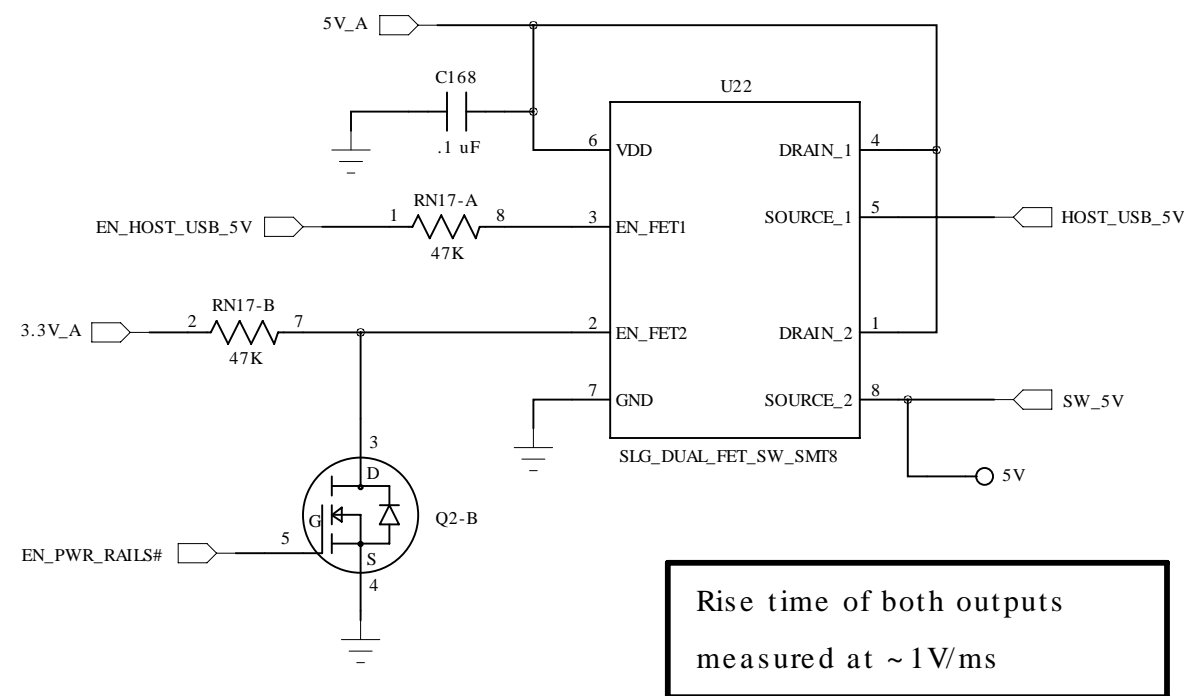 5V_A
U22
C168
.1 uF
6
VDD
DRAIN_1
4
RN17-A
EN_HOST_USB_5V
1
8
47K
3
EN_FET1
SOURCE_1
5
HOST_USB_5V
RN17-B
3.3V_A
2
7
47K
2
EN_FET2
DRAIN_2
1
7
GND
SOURCE_2
8
SW_5V
SLG_DUAL_FET_SW_SMT8
5V
3
D
G
S
Q2-B
EN_PWR_RAILS#
5
4
Rise time of both outputs
measured at ~1V/ms